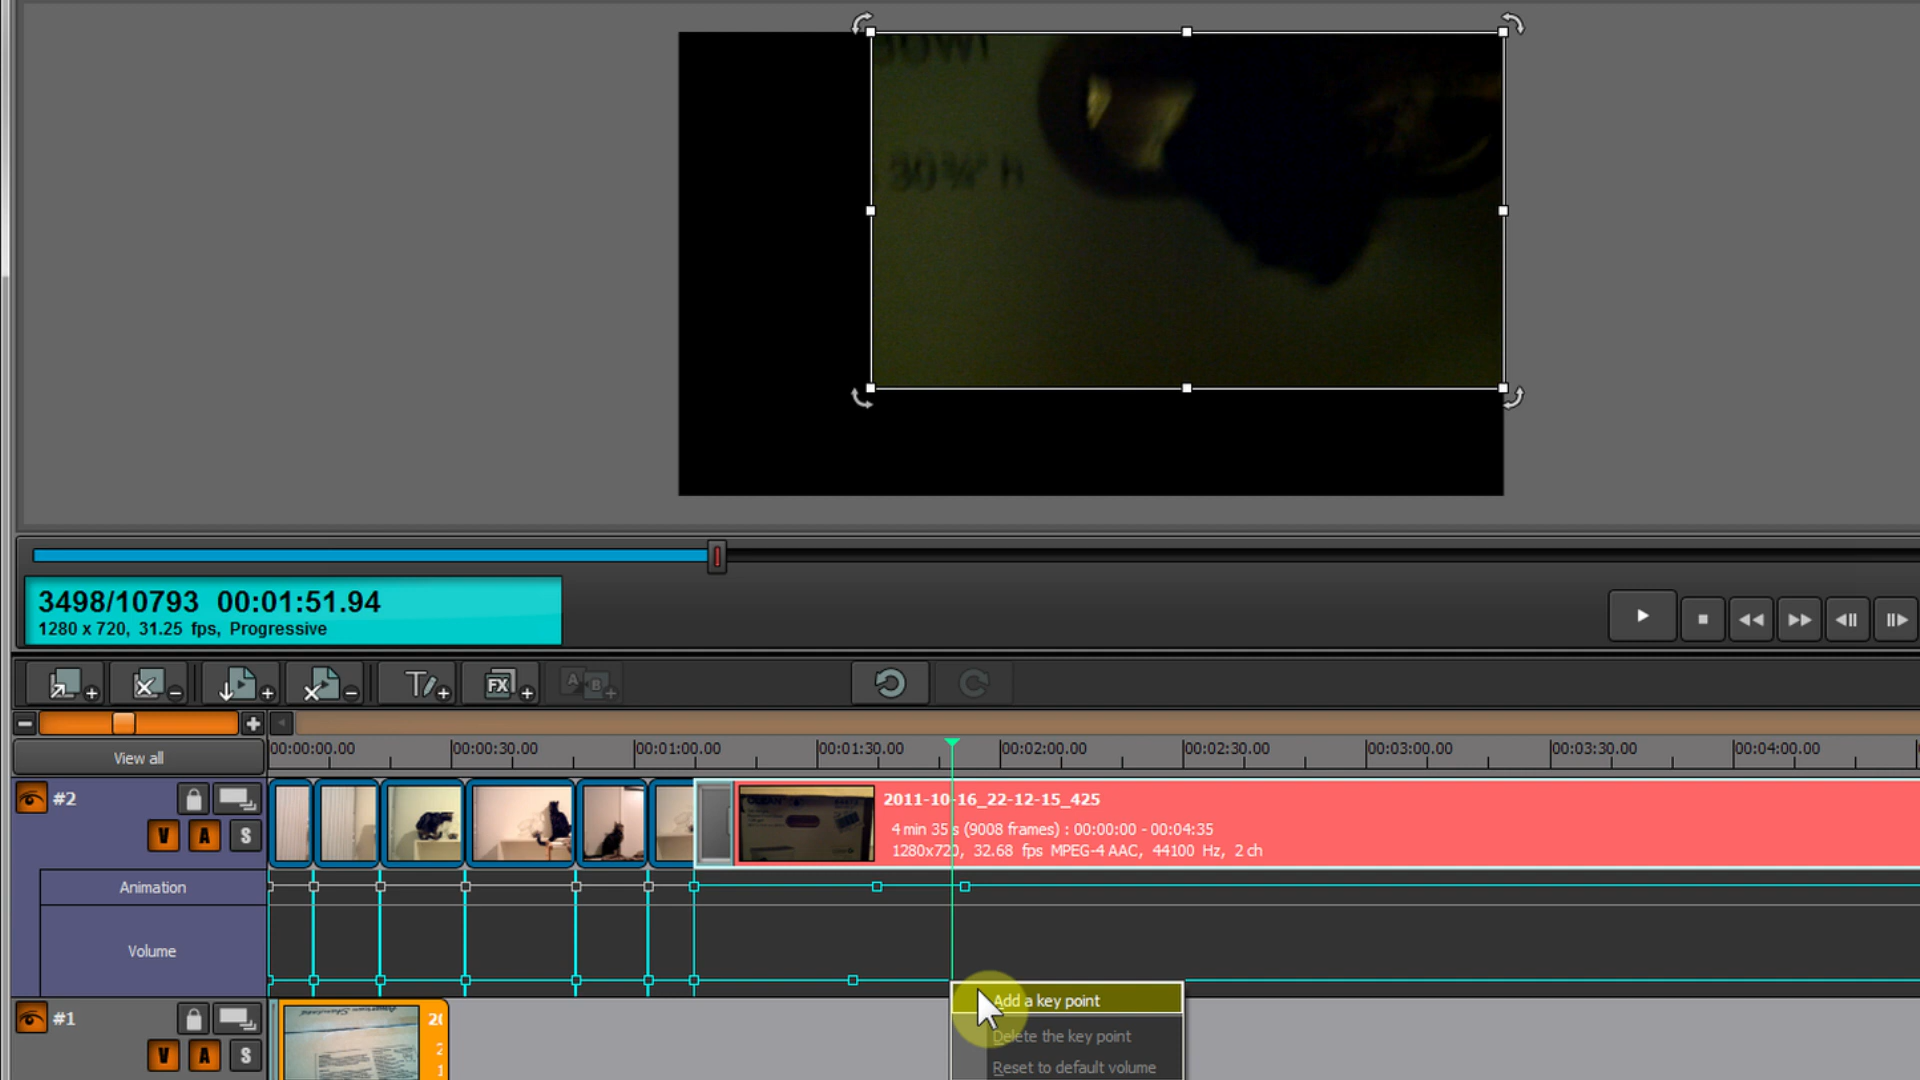 30¾" h
3498/10793 00:01:51.94
1280 x 720, 31.25 fps, Progressive
T
FX
A B
View all
00:00:00.00 00:00:30.00 00:01:00.00 00:01:30.00 00:02:00.00 00:02:30.00 00:03:00.00 00:03:30.00 00:04:00.00
#2
V A S
2011-10-16_22-12-15_425
4 min 35 s (9008 frames) : 00:00:00 - 00:04:35
1280x720, 32.68 fps MPEG-4 AAC, 44100 Hz, 2 ch
Animation
Volume
Add a key point
Delete the key point
Reset to default volume
#1
V A S